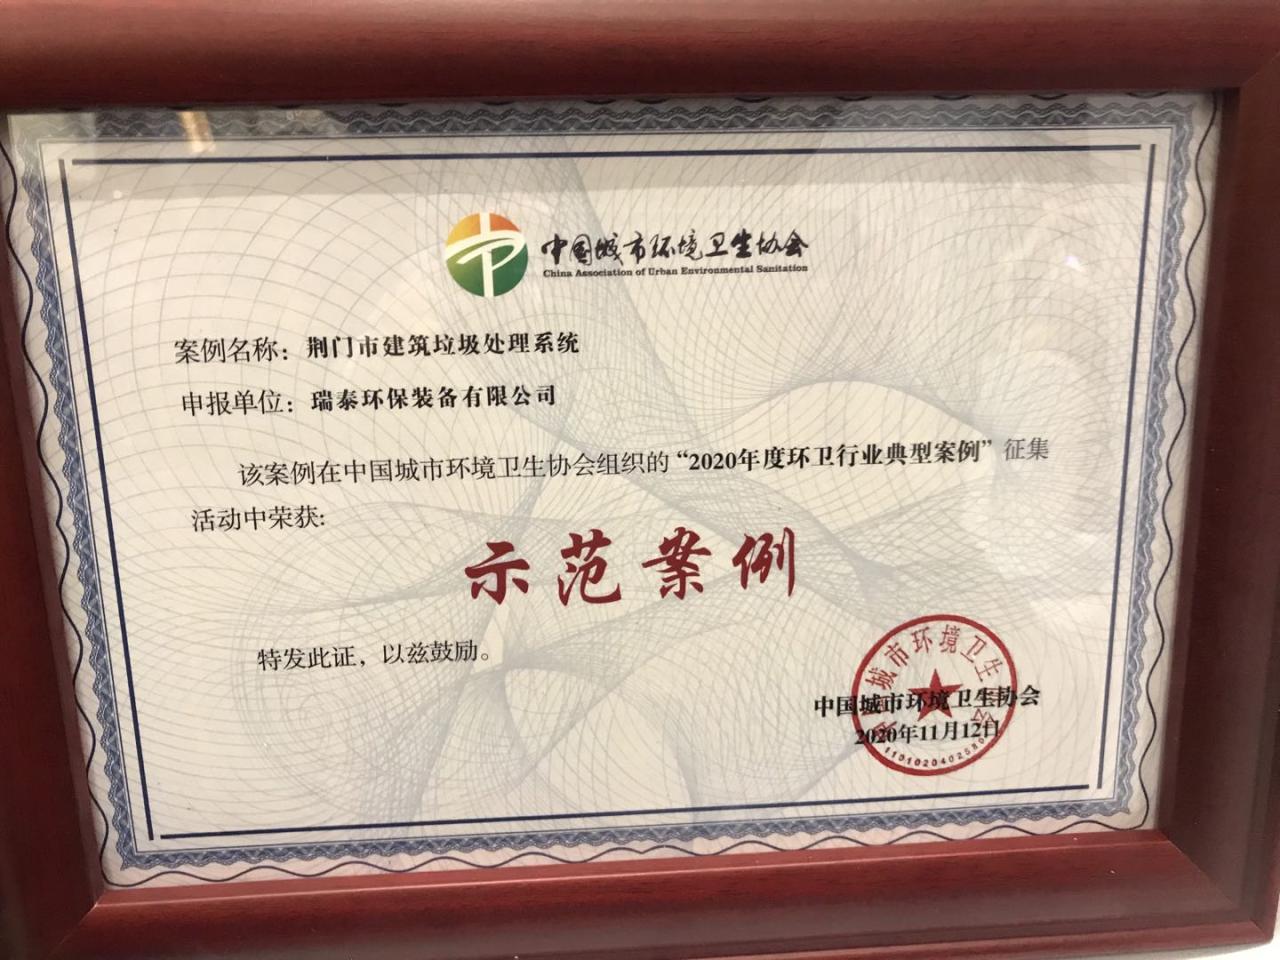 中国城市环境卫生协会
China Association of Urban Environmental Sanitation
案例名称：荆门市建筑垃圾处理系统
申报单位：瑞泰环保装备有限公司
该案例在中国城市环境卫生协会组织的“2020年度环卫行业典型案例”征集
活动中荣获:
示范案例
特发此证，以兹鼓励。
城市环境卫生
中国城市环境卫生协会
2020年11月12日